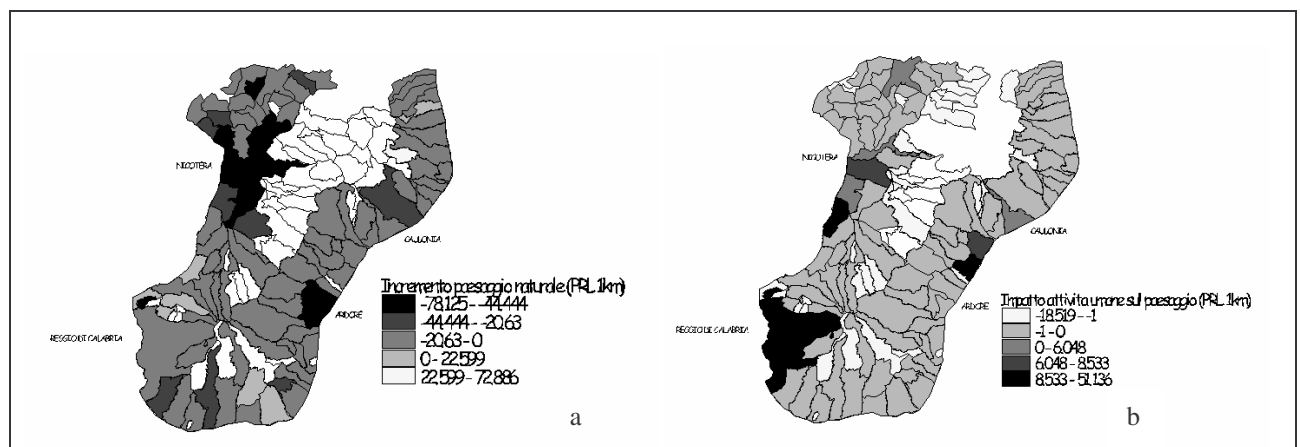 NICOTERA
CAULONIA
Incremento paesaggio naturale (PRL 1km)
-78,125 - -44,444
-44,444 - -20,63
-20,63 - 0
0 - 22,599
22,599 - 72,886
ARDORE
REGGIO DI CALABRIA
a
NICOTERA
CAULONIA
Impatto attivita umane sul paesaggio (PRL 1km)
-18.519 - -1
-1 - 0
0 - 6.048
6.048 - 8.533
8.533 - 51.136
ARDORE
REGGIO DI CALABRIA
b